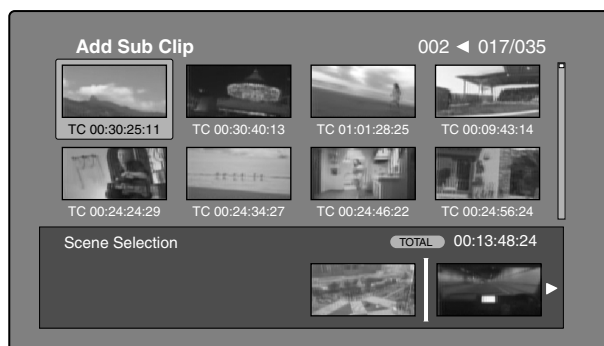 Add Sub Clip 002 ◀ 017/035
TC 00:30:25:11 TC 00:30:40:13 TC 01:01:28:25 TC 00:09:43:14
TC 00:24:24:29 TC 00:24:34:27 TC 00:24:46:22 TC 00:24:56:24
Scene Selection TOTAL 00:13:48:24